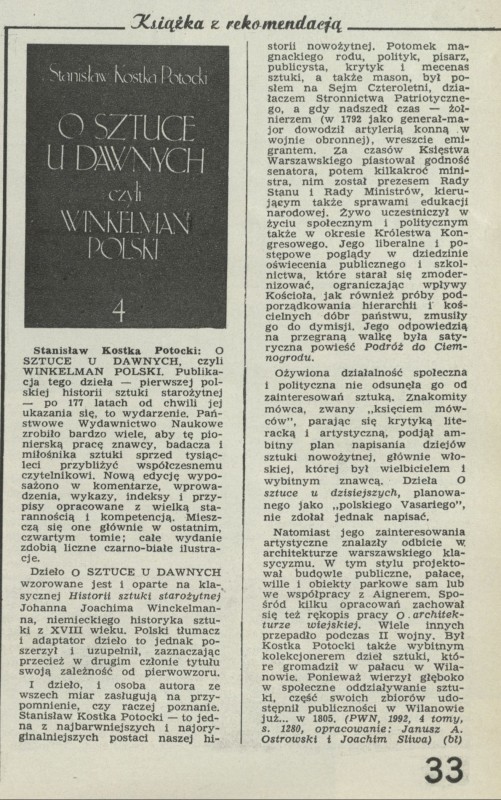 Książka z rekomendacją
Stanisław Kostka Potocki
O SZTUCE
U DAWNYCH
czyli
WINKELMAN
POLSKI
4
Stanisław Kostka Potocki: O
SZTUCE U DAWNYCH, czyli
WINKELMAN POLSKI. Publika-
cja tego dzieła — pierwszej pol-
skiej historii sztuki starożytnej
— po 177 latach od chwili jej
ukazania się, to wydarzenie. Pań-
stwowe Wydawnictwo Naukowe
zrobiło bardzo wiele, aby tę pio-
nierską pracę znawcy, badacza i
miłośnika sztuki sprzed tysiąc-
leci przybliżyć współczesnemu
czytelnikowi. Nową edycję wypo-
sażono w komentarze, wprowa-
dzenia, wykazy, indeksy i przy-
pisy opracowane z wielką sta-
rannością i kompetencją. Miesz-
czą się one głównie w ostatnim,
czwartym tomie; całe wydanie
zdobią liczne czarno-białe ilustra-
cje.
Dzieło O SZTUCE U DAWNYCH
wzorowane jest i oparte na kla-
sycznej Historii sztuki starożytnej
Johanna Joachima Winckelman-
na, niemieckiego historyka sztu-
ki z XVIII wieku. Polski tłumacz
i adaptator dzieło to jednak po-
szerzył i uzupełnił, zaznaczając
przecież w drugim członie tytułu
swoją zależność od pierwowzoru.
I dzieło, i osoba autora ze
wszech miar zasługują na przy-
pomnienie, czy raczej poznanie.
Stanisław Kostka Potocki — to jed-
na z najbarwniejszych i najory-
ginalniejszych postaci naszej hi-
storii nowożytnej. Potomek ma-
gnackiego rodu, polityk, pisarz,
publicysta, krytyk i mecenas
sztuki, a także mason, był po-
słem na Sejm Czteroletni, dzia-
łaczem Stronnictwa Patriotyczne-
go, a gdy nadszedł czas — żoł-
nierzem (w 1792 jako generał-ma-
jor dowodził artylerią konną w
wojnie obronnej), wreszcie emi-
grantem. Za czasów Księstwa
Warszawskiego piastował godność
senatora, potem kilkakroć mini-
stra, nim został prezesem Rady
Stanu i Rady Ministrów, kieru-
jącym także sprawami edukacji
narodowej. Żywo uczestniczył w
życiu społecznym i politycznym
także w okresie Królestwa Kon-
gresowego. Jego liberalne i po-
stępowe poglądy w dziedzinie
oświecenia publicznego i szkol-
nictwa, które starał się zmoder-
nizować, ograniczając wpływy
Kościoła, jak również próby pod-
porządkowania hierarchii i koś-
cielnych dóbr państwu, zmusiły
go do dymisji. Jego odpowiedzią
na przegraną walkę była saty-
ryczna powieść Podróż do Ciem-
nogrodu.
Ożywiona działalność społeczna
i polityczna nie odsunęła go od
zainteresowań sztuką. Znakomity
mówca, zwany „księciem mów-
ców”, parając się krytyką lite-
racką i artystyczną, podjął am-
bitny plan napisania dziejów
sztuki nowożytnej, głównie wło-
skiej, której był wielbicielem i
wybitnym znawcą. Dzieła O
sztuce u dzisiejszych, planowa-
nego jako „polskiego Vasariego”,
nie zdołał jednak napisać.
Natomiast jego zainteresowania
artystyczne znalazły odbicie w
architekturze warszawskiego kla-
sycyzmu. W tym stylu projekto-
wał budowle publiczne, pałace,
wille i obiekty parkowe sam lub
we współpracy z Aignerem. Spo-
śród kilku opracowań zachował
się też rękopis pracy O architek-
turze wiejskiej. Wiele innych
przepadło podczas II wojny. Był
Kostka Potocki także wybitnym
kolekcjonerem dzieł sztuki, któ-
re gromadził w pałacu w Wila-
nowie. Ponieważ wierzył głęboko
w społeczne oddziaływanie sztu-
ki, część swoich zbiorów udo-
stępnił publiczności w Wilanowie
już... w 1805. (PWN, 1992, 4 tomy,
s. 1280, opracowanie: Janusz A.
Ostrowski i Joachim Śliwa) (bt)
33